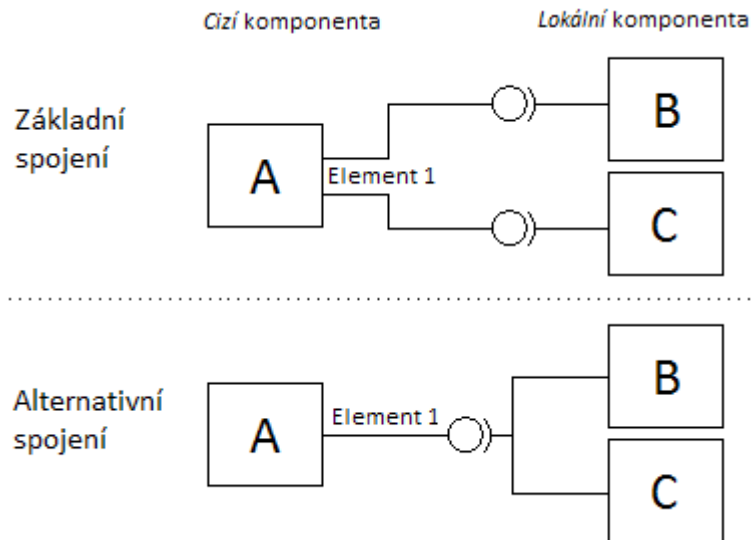 Cizí komponenta
Lokální komponenta
Základní
spojení
A
Element 1
B
C
Alternativní
spojení
A
Element 1
B
C